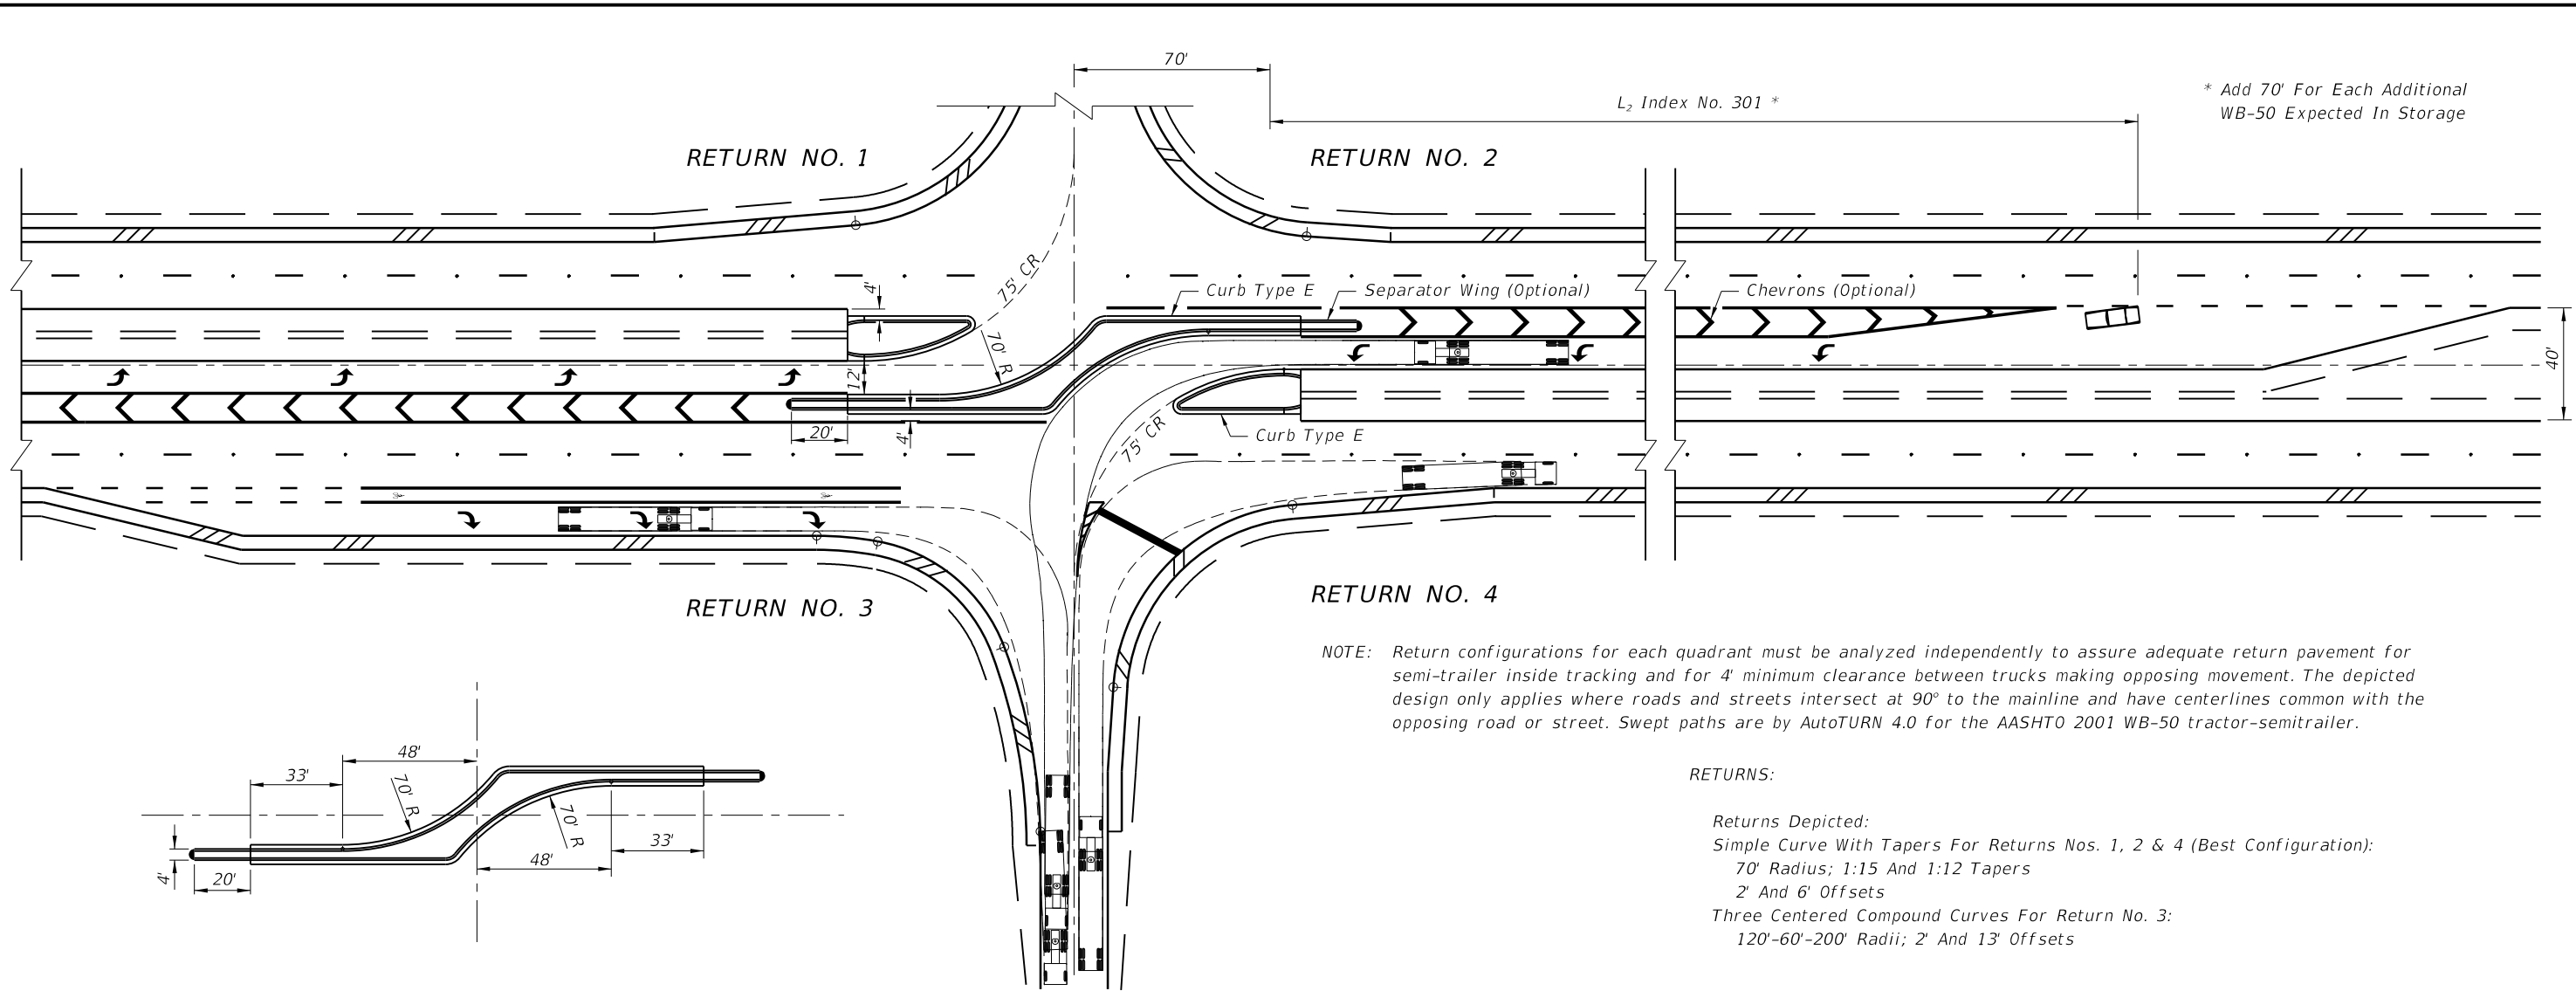 70'
L₂ Index No. 301 *
* Add 70' For Each Additional
WB-50 Expected In Storage
RETURN NO. 1
RETURN NO. 2
4'
75' CR
Curb Type E
Separator Wing (Optional)
Chevrons (Optional)
70' R
12'
40'
20'
4'
75' CR
Curb Type E
RETURN NO. 3
RETURN NO. 4
NOTE: Return configurations for each quadrant must be analyzed independently to assure adequate return pavement for
semi-trailer inside tracking and for 4' minimum clearance between trucks making opposing movement. The depicted
design only applies where roads and streets intersect at 90° to the mainline and have centerlines common with the
opposing road or street. Swept paths are by AutoTURN 4.0 for the AASHTO 2001 WB-50 tractor-semitrailer.
48'
33'
70' R
70' R
33'
48'
4'
20'
RETURNS:
Returns Depicted:
Simple Curve With Tapers For Returns Nos. 1, 2 & 4 (Best Configuration):
70' Radius; 1:15 And 1:12 Tapers
2' And 6' Offsets
Three Centered Compound Curves For Return No. 3:
120'-60'-200' Radii; 2' And 13' Offsets